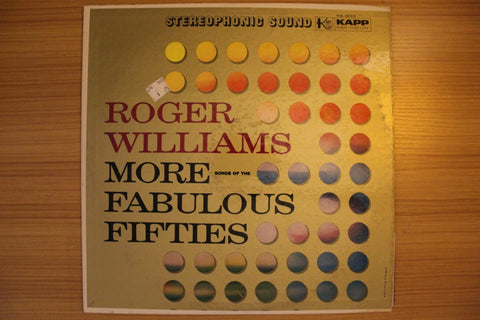 STEREOPHONIC SOUND
K
KAPP
ROGER
WILLIAMS
MORE SONGS OF THE
FABULOUS
FIFTIES